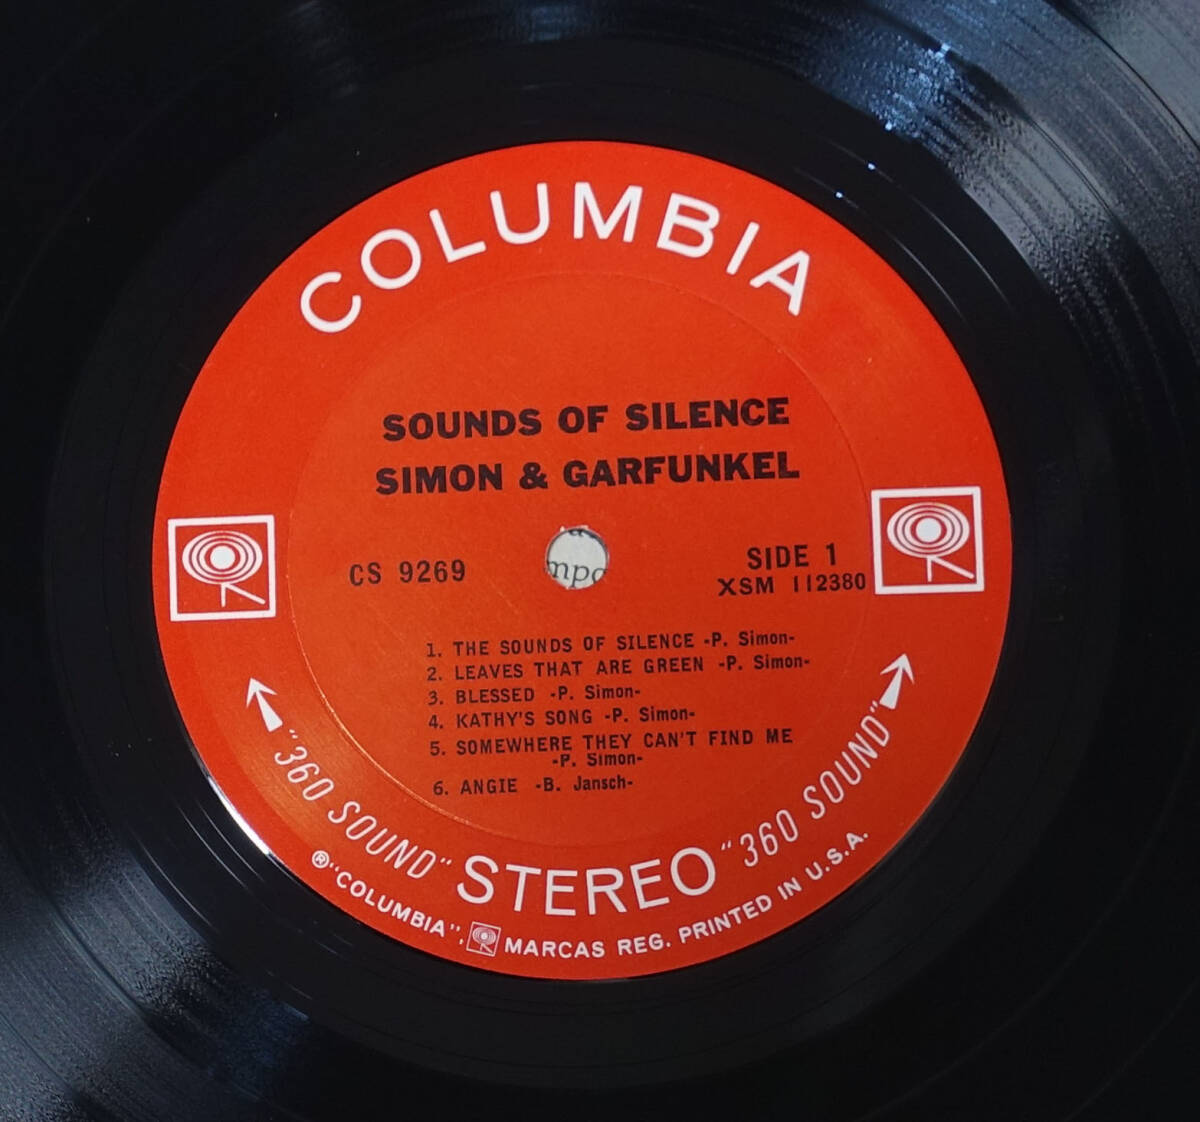 COLUMBIA
SOUNDS OF SILENCE
SIMON & GARFUNKEL
CS 9269
SIDE 1
XSM 112380
1. THE SOUNDS OF SILENCE -P. Simon-
2. LEAVES THAT ARE GREEN -P. Simon-
3. BLESSED -P. Simon-
4. KATHY'S SONG -P. Simon-
5. SOMEWHERE THEY CAN'T FIND ME
-P. Simon-
6. ANGIE -B. Jansch-
"360 SOUND" STEREO "360 SOUND"
®"COLUMBIA", MARCAS REG. PRINTED IN U.S.A.